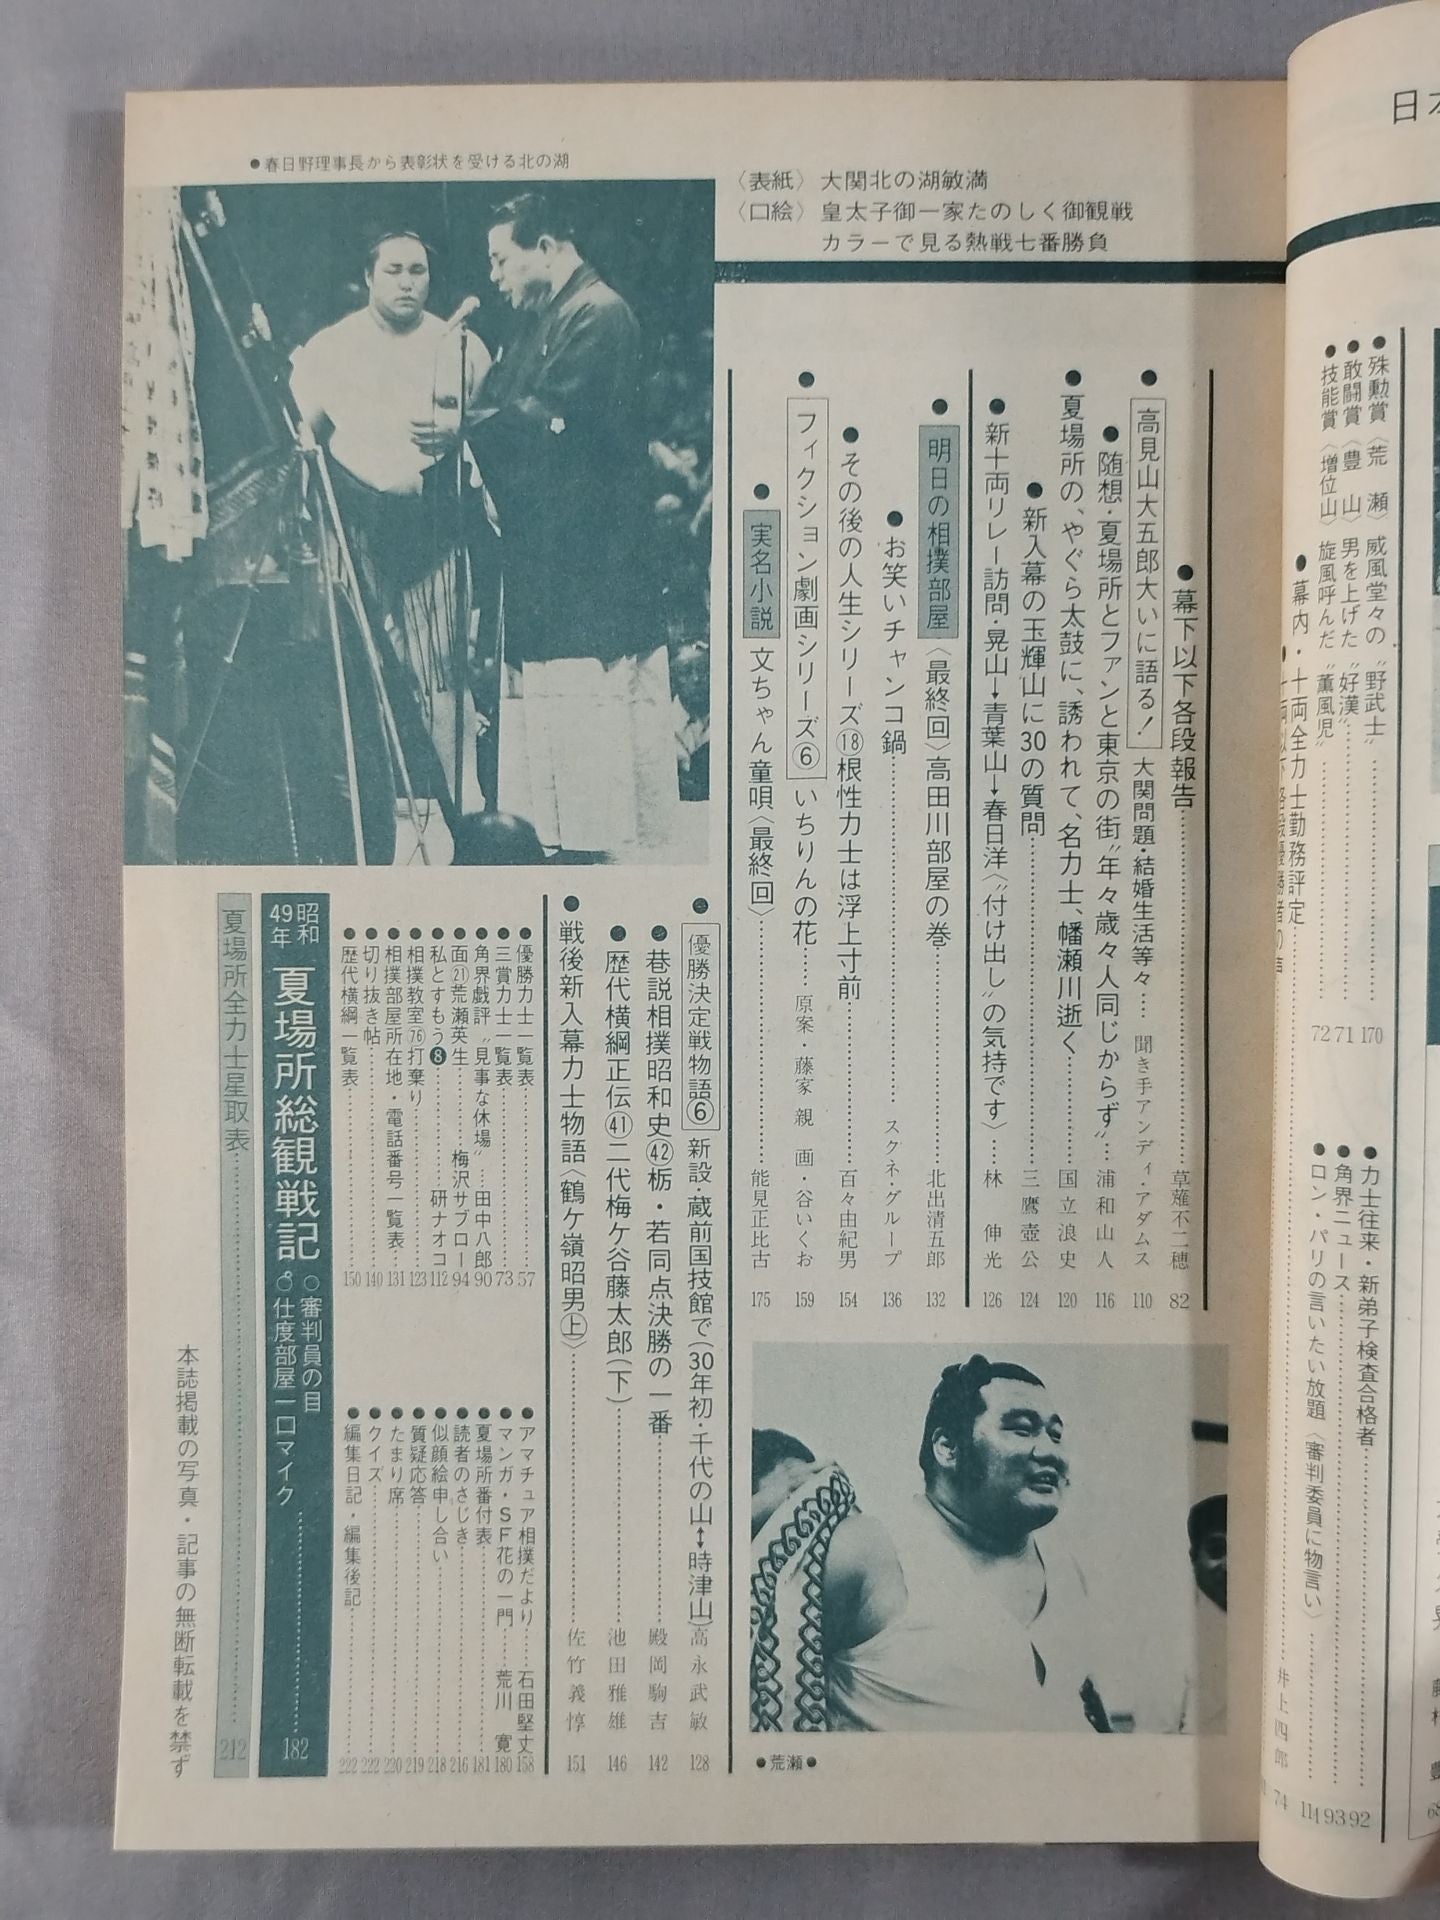 日本
殊勲賞〈荒　瀬〉威風堂々の〝野武士〟……170
敢闘賞〈豊　山〉男を上げた〝好漢〟……71
技能賞〈増位山〉旋風呼んだ〝薫風児〟……72
●幕内・十両全力士勤務評定……井上四郎 74
●力士往来・新弟子検査合格者……92
●角界ニュース……93
●ロン・パリの言いたい放題〈審判委員に物言い〉……114
●春日野理事長から表彰状を受ける北の湖
〈表紙〉大関北の湖敏満
〈口絵〉皇太子御一家たのしく御観戦
カラーで見る熱戦七番勝負
●幕下以下各段報告……草薙不二穂 82
●高見山大五郎大いに語る！ 大関問題・結婚生活等々…聞き手アンディ・アダムス 110
●随想・夏場所とファンと東京の街〝年々歳々人同じからず〟…浦和山人 116
●夏場所の、やぐら太鼓に、誘われて、名力士、幡瀬川逝く……国立浪史 120
●新入幕の玉輝山に30の質問……三鷹壺公 124
●新十両リレー訪問・晃山→青葉山→春日洋〈〝付け出し〟の気持です〉…林　伸光 126
●明日の相撲部屋〈最終回〉高田川部屋の巻……北出清五郎 132
●お笑いチャンコ鍋……スクネ・グループ 136
●その後の人生シリーズ⑱根性力士は浮上寸前……百々由紀男 154
●フィクション劇画シリーズ⑥ いちりんの花……原案・藤家　親　画・谷いくお 159
●実名小説 文ちゃん童唄〈最終回〉……能見正比古 175
●荒瀬●
●優勝決定戦物語⑥ 新設・蔵前国技館で(30年初・千代の山↔時津山)高永武敏 128
●巷説相撲昭和史㊷栃・若同点決勝の一番……殿岡駒吉 142
●歴代横綱正伝㊶二代梅ケ谷藤太郎(下)……池田雅雄 146
●戦後新入幕力士物語〈鶴ケ嶺昭男㊤〉……佐竹義惇 151
●優勝力士一覧表……57
●三賞力士一覧表……73
●角界戯評〝見事な休場〟…田中八郎 90
●面㉑荒瀬英生……梅沢サブロー 94
●私とすもう❽……研ナオコ 112
●相撲教室76打棄り……123
●相撲部屋所在地・電話番号一覧表…131
●切り抜き帖……140
●歴代横綱一覧表……150
●アマチュア相撲だより……石田堅丈 158
●マンガ・SF花の一門……荒川　寛 180
●夏場所番付表……181
●読者のさじき……216
●似顔絵申し合い……218
●質疑応答……219
●たまり席……220
●クイズ……222
●編集日記・編集後記……222
昭和49年 夏場所総観戦記 ○審判員の目 仕度部屋一口マイク……182
夏場所全力士星取表……212
本誌掲載の写真・記事の無断転載を禁ず